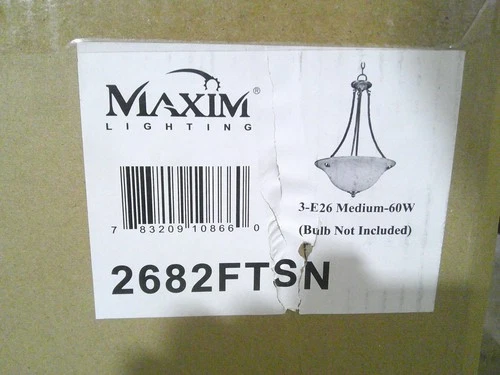 MAXIM®
LIGHTING
3-E26 Medium-60W
(Bulb Not Included)
7 83209 10866 0
2682FTSN